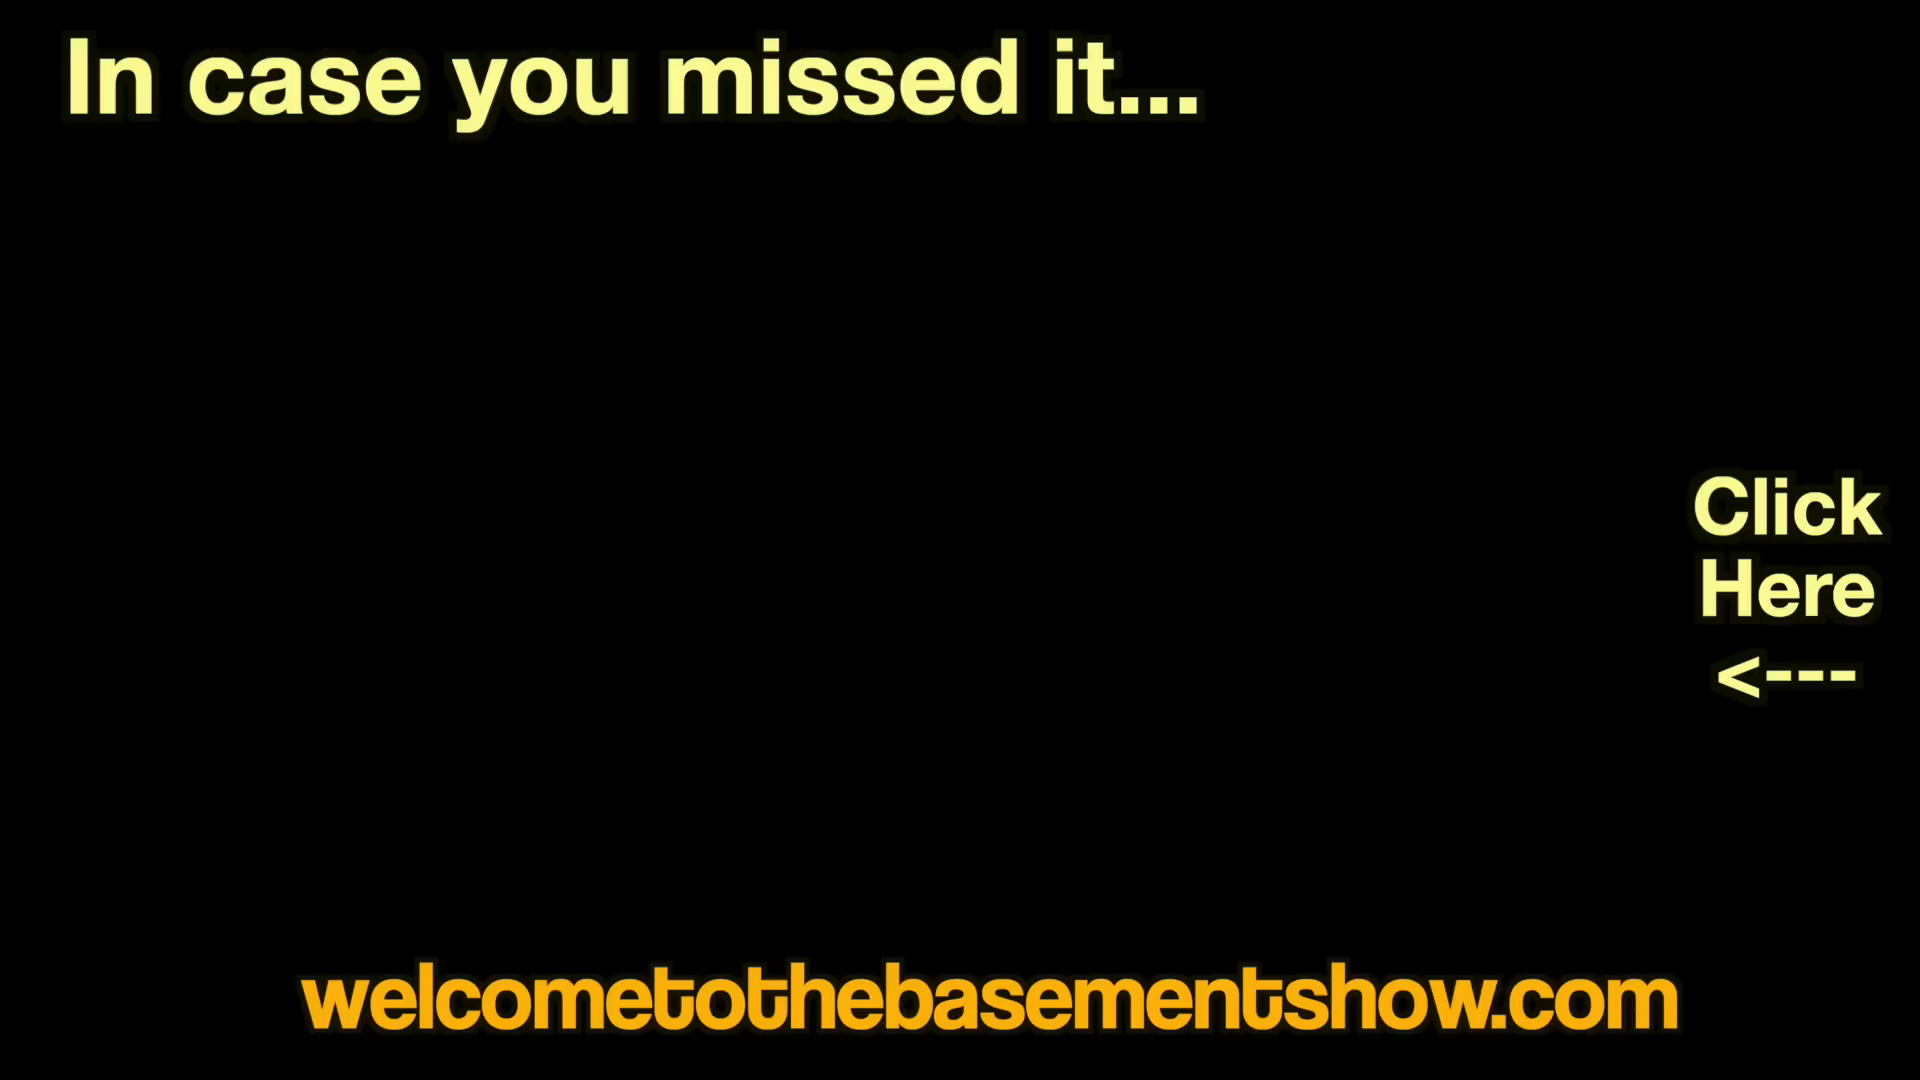 In case you missed it...
Click
Here
<---
welcometothebasementshow.com